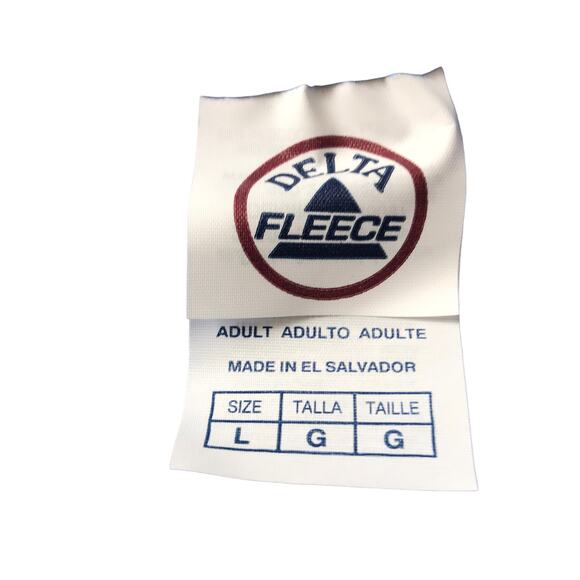 DELTA
FLEECE
ADULT ADULTO ADULTE
MADE IN EL SALVADOR
SIZE TALLA TAILLE
L G G